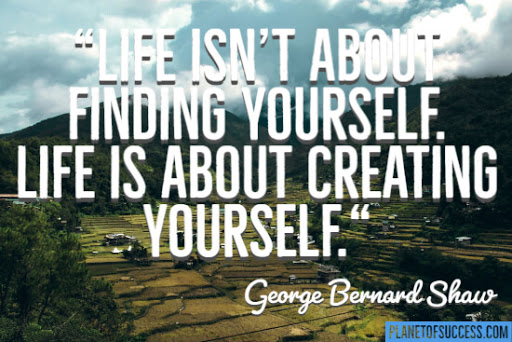 “LIFE ISN’T ABOUT
FINDING YOURSELF.
LIFE IS ABOUT CREATING
YOURSELF.“
George Bernard Shaw
PLANETOFSUCCESS.COM